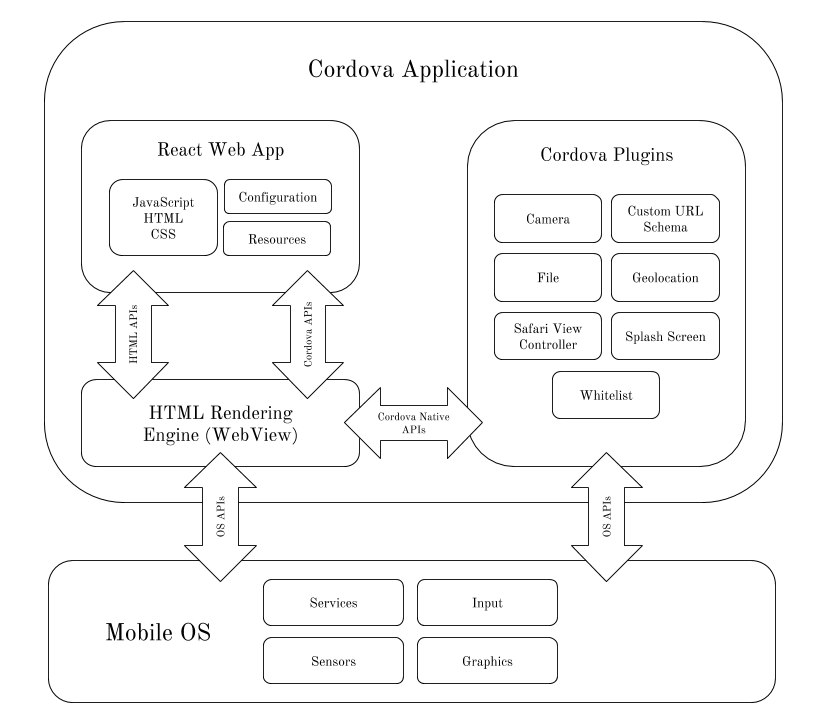 Cordova Application
React Web App
JavaScript
HTML
CSS
Configuration
Resources
HTML APIs
Cordova APIs
HTML Rendering
Engine (WebView)
Cordova Native
APIs
Cordova Plugins
Camera
Custom URL
Schema
File
Geolocation
Safari View
Controller
Splash Screen
Whitelist
OS APIs
OS APIs
Mobile OS
Services
Input
Sensors
Graphics